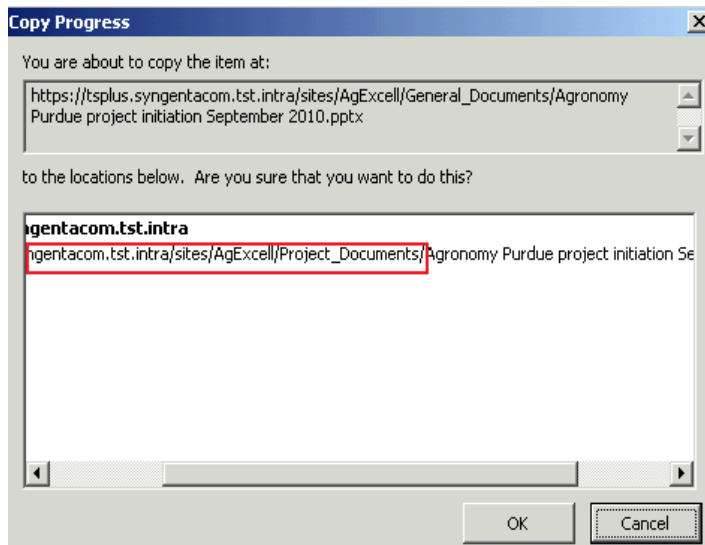 Copy Progress
You are about to copy the item at:
https://tsplus.syngentacom.tst.intra/sites/AgExcell/General_Documents/Agronomy
Purdue project initiation September 2010.pptx
to the locations below. Are you sure that you want to do this?
gentacom.tst.intra
ngentacom.tst.intra/sites/AgExcell/Project_Documents/Agronomy Purdue project initiation Se
OK
Cancel